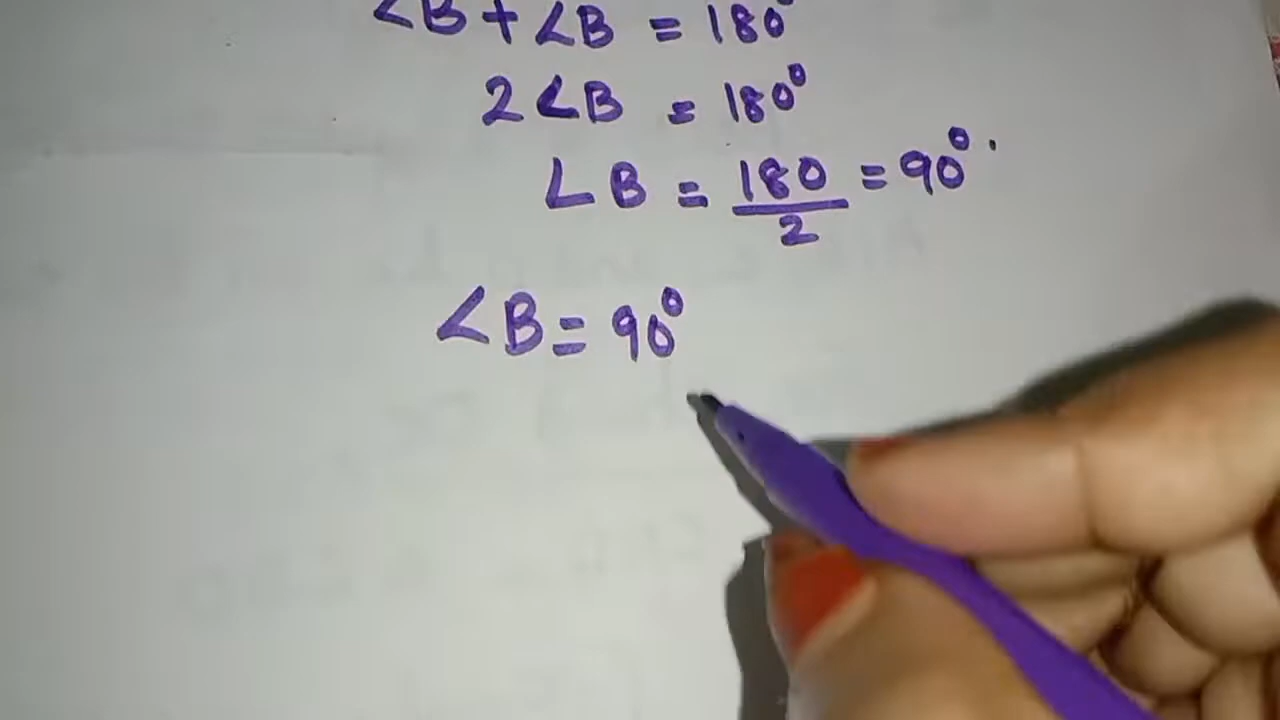 ∠B + ∠B = 180°
2 ∠B = 180°
∠B = 180/2 = 90°.
∠B = 90°